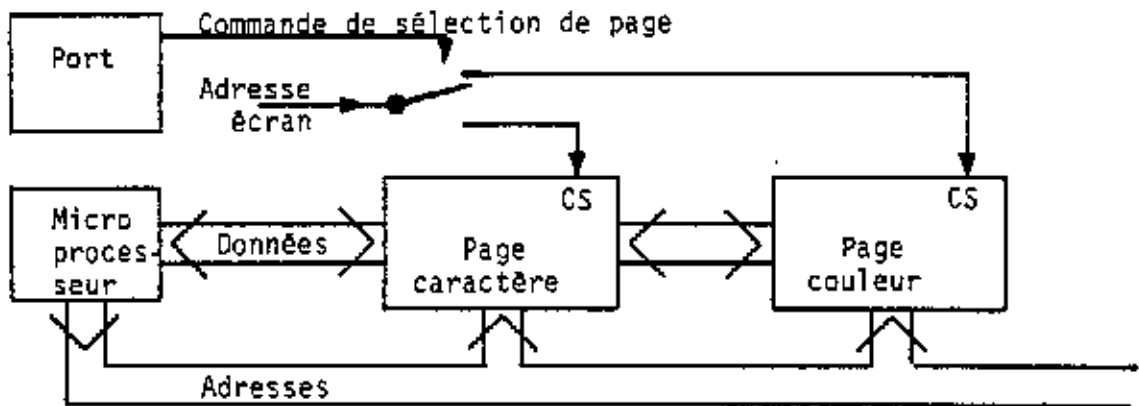 Commande de sélection de page
Port
Adresse
écran
CS
CS
Micro
proces-
seur
Données
Page
caractère
Page
couleur
Adresses